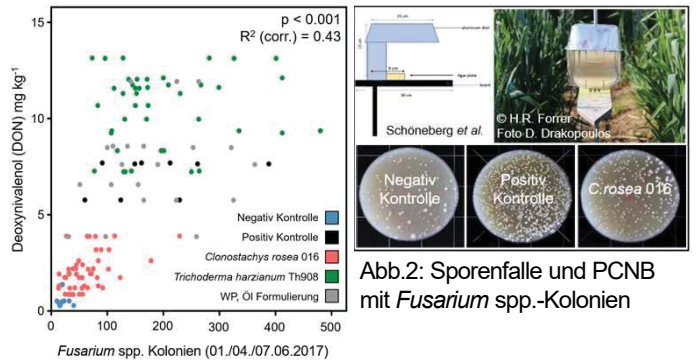 p < 0.001
R² (corr.) = 0.43
Deoxynivalenol (DON) mg kg⁻¹
15
10
5
0
Negativ Kontrolle
Positiv Kontrolle
Clonostachys rosea 016
Trichoderma harzianum Th908
WP, Öl Formulierung
0 100 200 300 400 500
Fusarium spp. Kolonien (01./04./07.06.2017)
aluminum dish
Agar plate
board
Schöneberg et al.
© H.R. Forrer
Foto D. Drakopoulos
Negativ
Kontrolle
Positiv
Kontrolle
C.rosea 016
Abb.2: Sporenfalle und PCNB
mit Fusarium spp.-Kolonien